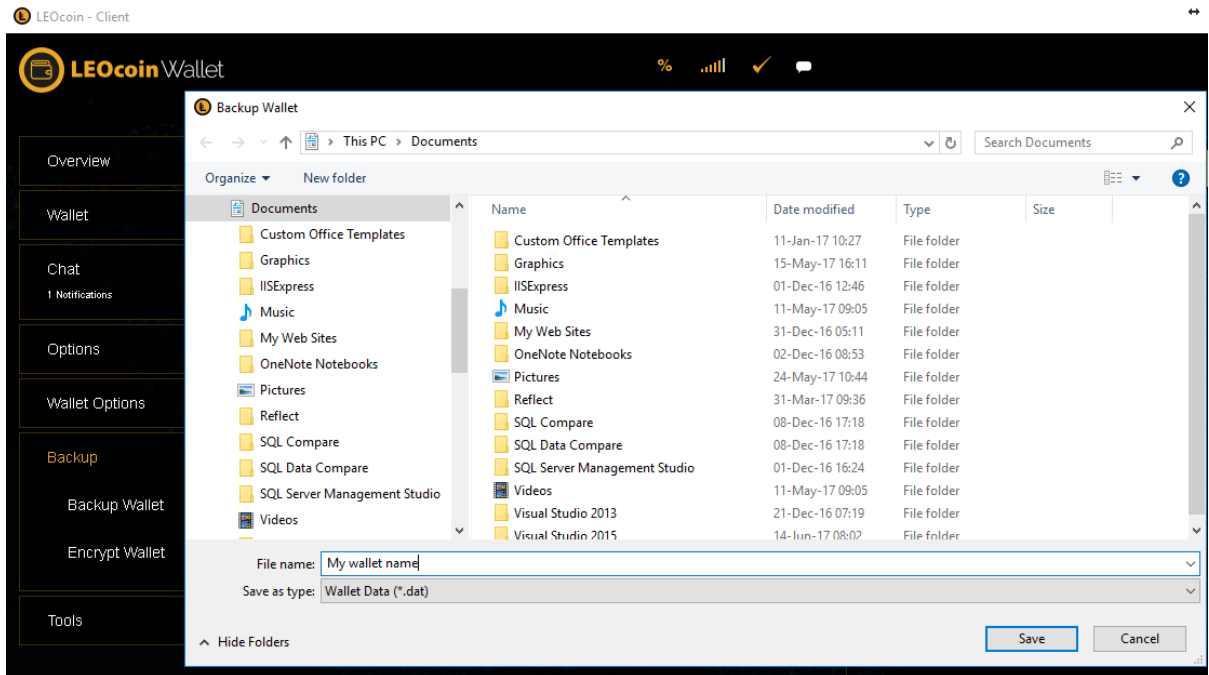 LEOcoin - Client
LEOcoin Wallet
%
Backup Wallet
This PC > Documents
Search Documents
Organize
New folder
?
Overview
Wallet
Chat
1 Notifications
Options
Wallet Options
Backup
Backup Wallet
Encrypt Wallet
Tools
Documents
Custom Office Templates
Graphics
IISExpress
Music
My Web Sites
OneNote Notebooks
Pictures
Reflect
SQL Compare
SQL Data Compare
SQL Server Management Studio
Videos
Name Date modified Type Size
Custom Office Templates 11-Jan-17 10:27 File folder
Graphics 15-May-17 16:11 File folder
IISExpress 01-Dec-16 12:46 File folder
Music 11-May-17 09:05 File folder
My Web Sites 31-Dec-16 05:11 File folder
OneNote Notebooks 02-Dec-16 08:53 File folder
Pictures 24-May-17 10:44 File folder
Reflect 31-Mar-17 09:36 File folder
SQL Compare 08-Dec-16 17:18 File folder
SQL Data Compare 08-Dec-16 17:18 File folder
SQL Server Management Studio 01-Dec-16 16:24 File folder
Videos 11-May-17 09:05 File folder
Visual Studio 2013 21-Dec-16 07:19 File folder
Visual Studio 2015 14-Jun-17 08:02 File folder
File name: My wallet name
Save as type: Wallet Data (*.dat)
Hide Folders
Save
Cancel